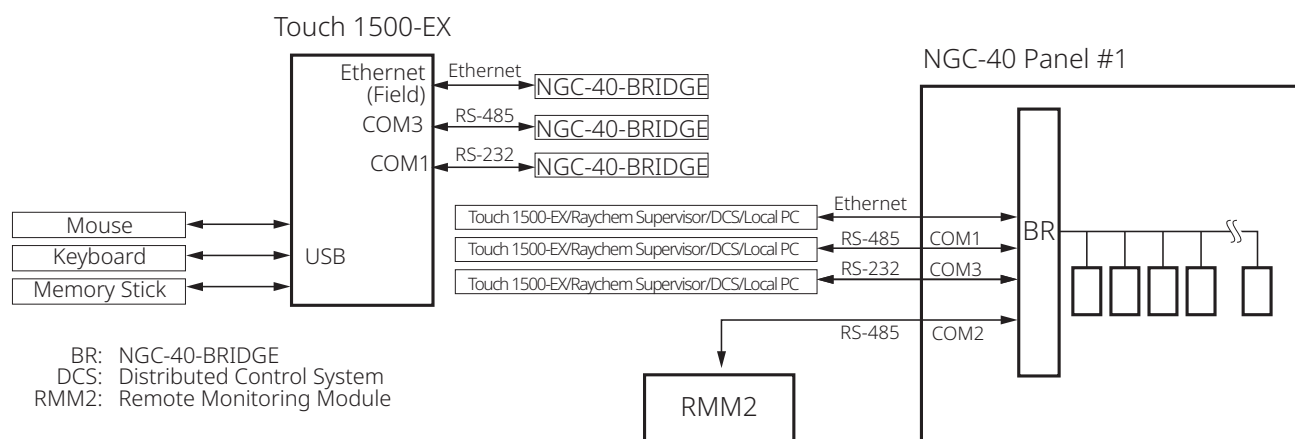 Touch 1500-EX
Ethernet
(Field)
COM3
COM1
USB
Ethernet
RS-485
RS-232
NGC-40-BRIDGE
NGC-40-BRIDGE
NGC-40-BRIDGE
Mouse
Keyboard
Memory Stick
NGC-40 Panel #1
Touch 1500-EX/Raychem Supervisor/DCS/Local PC
Touch 1500-EX/Raychem Supervisor/DCS/Local PC
Touch 1500-EX/Raychem Supervisor/DCS/Local PC
Ethernet
RS-485 COM1
RS-232 COM3
RS-485 COM2
BR
RMM2
BR: NGC-40-BRIDGE
DCS: Distributed Control System
RMM2: Remote Monitoring Module